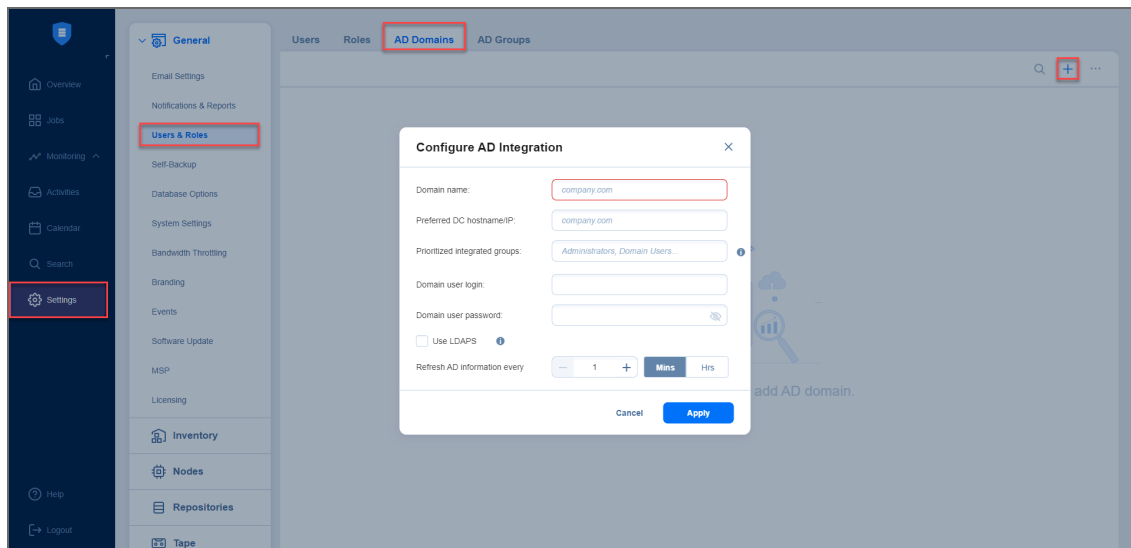 Overview
Jobs
Monitoring
Activities
Calendar
Search
Settings
Help
Logout
General
Email Settings
Notifications & Reports
Users & Roles
Self-Backup
Database Options
System Settings
Bandwidth Throttling
Branding
Events
Software Update
MSP
Licensing
Inventory
Nodes
Repositories
Tape
Users Roles AD Domains AD Groups
Configure AD Integration
Domain name: company.com
Preferred DC hostname/IP: company.com
Prioritized integrated groups: Administrators, Domain Users...
Domain user login:
Domain user password:
Use LDAPS
Refresh AD information every 1 Mins Hrs
Cancel Apply
add AD domain.